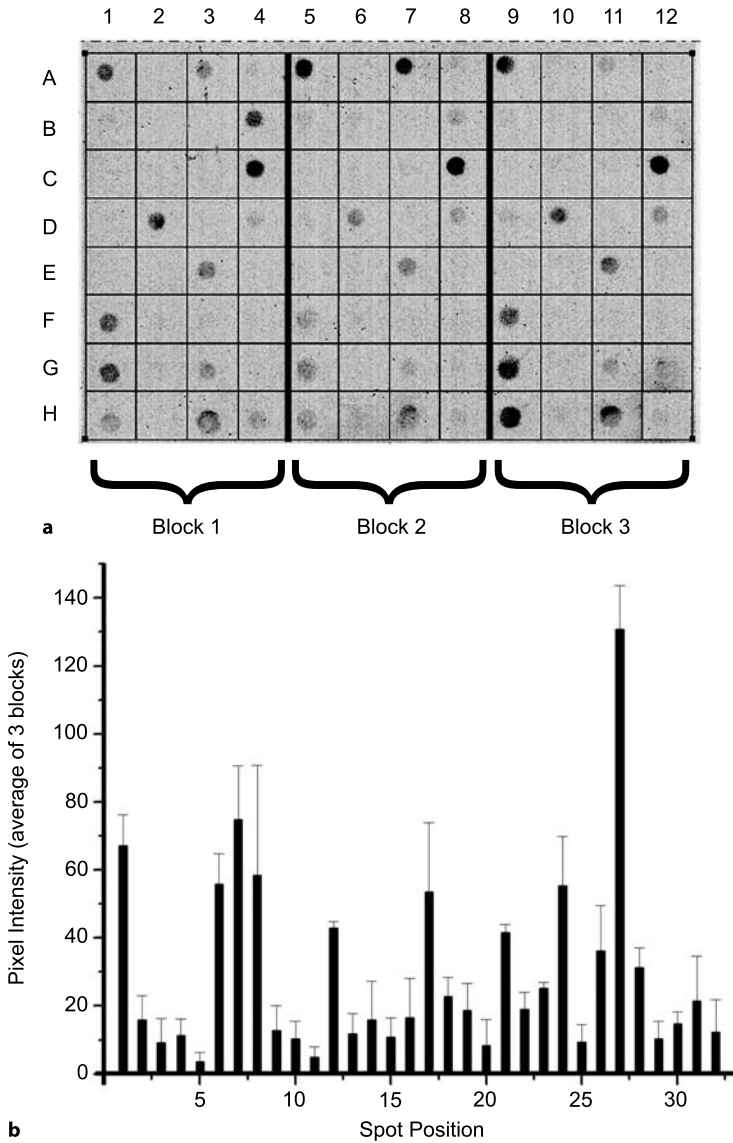 1 2 3 4 5 6 7 8 9 10 11 12
A
B
C
D
E
F
G
H
Block 1 Block 2 Block 3
a
Pixel Intensity (average of 3 blocks)
140
120
100
80
60
40
20
0
5 10 15 20 25 30
Spot Position
b